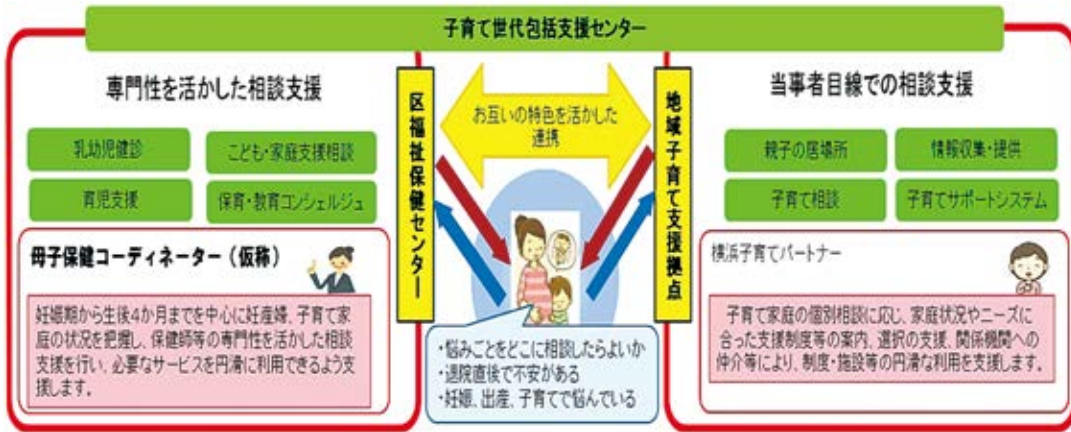 子育て世代包括支援センター
専門性を活かした相談支援
乳幼児健診
こども・家庭支援相談
育児支援
保育・教育コンシェルジュ
母子保健コーディネーター（仮称）
妊娠期から生後4か月までを中心に妊産婦、子育て家
庭の状況を把握し、保健師等の専門性を活かした相談
支援を行い、必要なサービスを円滑に利用できるよう支
援します。
区福祉保健センター
お互いの特色を活かした
連携
・悩みごとをどこに相談したらよいか
・退院直後で不安がある
・妊娠、出産、子育てで悩んでいる
地域子育て支援拠点
当事者目線での相談支援
親子の居場所
情報収集・提供
子育て相談
子育てサポートシステム
横浜子育てパートナー
子育て家庭の個別相談に応じ、家庭状況やニーズに
合った支援制度等の案内、選択の支援、関係機関への
仲介等により、制度・施設等の円滑な利用を支援します。